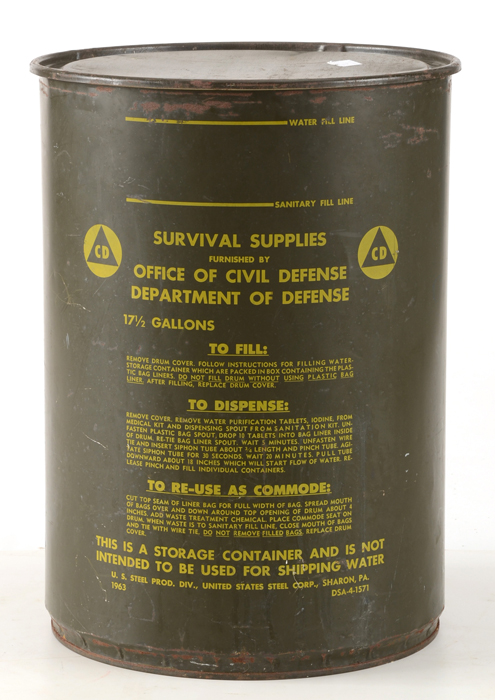 WATER FILL LINE
SANITARY FILL LINE
CD
CD
SURVIVAL SUPPLIES
FURNISHED BY
OFFICE OF CIVIL DEFENSE
DEPARTMENT OF DEFENSE
17½ GALLONS
TO FILL:
REMOVE DRUM COVER. FOLLOW INSTRUCTIONS FOR FILLING WATER-
STORAGE CONTAINER WHICH ARE PACKED IN BOX CONTAINING THE PLAS-
TIC BAG LINERS. DO NOT FILL DRUM WITHOUT USING PLASTIC BAG
LINER. AFTER FILLING, REPLACE DRUM COVER.
TO DISPENSE:
REMOVE COVER. REMOVE WATER PURIFICATION TABLETS, IODINE, FROM
MEDICAL KIT AND DISPENSING SPOUT FROM SANITATION KIT. UN-
FASTEN PLASTIC BAG SPOUT, DROP 10 TABLETS INTO BAG LINER INSIDE
OF DRUM. RE-TIE BAG LINER SPOUT. WAIT 5 MINUTES. UNFASTEN WIRE
TIE AND INSERT SIPHON TUBE ABOUT ¾ LENGTH AND PINCH TUBE. AGI-
TATE SIPHON TUBE FOR 30 SECONDS. WAIT 20 MINUTES. PULL TUBE
DOWNWARD ABOUT 18 INCHES WHICH WILL START FLOW OF WATER. RE-
LEASE PINCH AND FILL INDIVIDUAL CONTAINERS.
TO RE-USE AS COMMODE:
CUT TOP SEAM OF LINER BAG FOR FULL WIDTH OF BAG. SPREAD MOUTH
OF BAGS OVER AND DOWN AROUND TOP OPENING OF DRUM ABOUT 4
INCHES. ADD WASTE TREATMENT CHEMICAL. PLACE COMMODE SEAT ON
DRUM. WHEN WASTE IS TO SANITARY FILL LINE, CLOSE MOUTH OF BAGS
AND TIE WITH WIRE TIE. DO NOT REMOVE FILLED BAGS. REPLACE DRUM
COVER.
THIS IS A STORAGE CONTAINER AND IS NOT
INTENDED TO BE USED FOR SHIPPING WATER
U. S. STEEL PROD. DIV., UNITED STATES STEEL CORP., SHARON, PA.
1963 DSA-4-1571